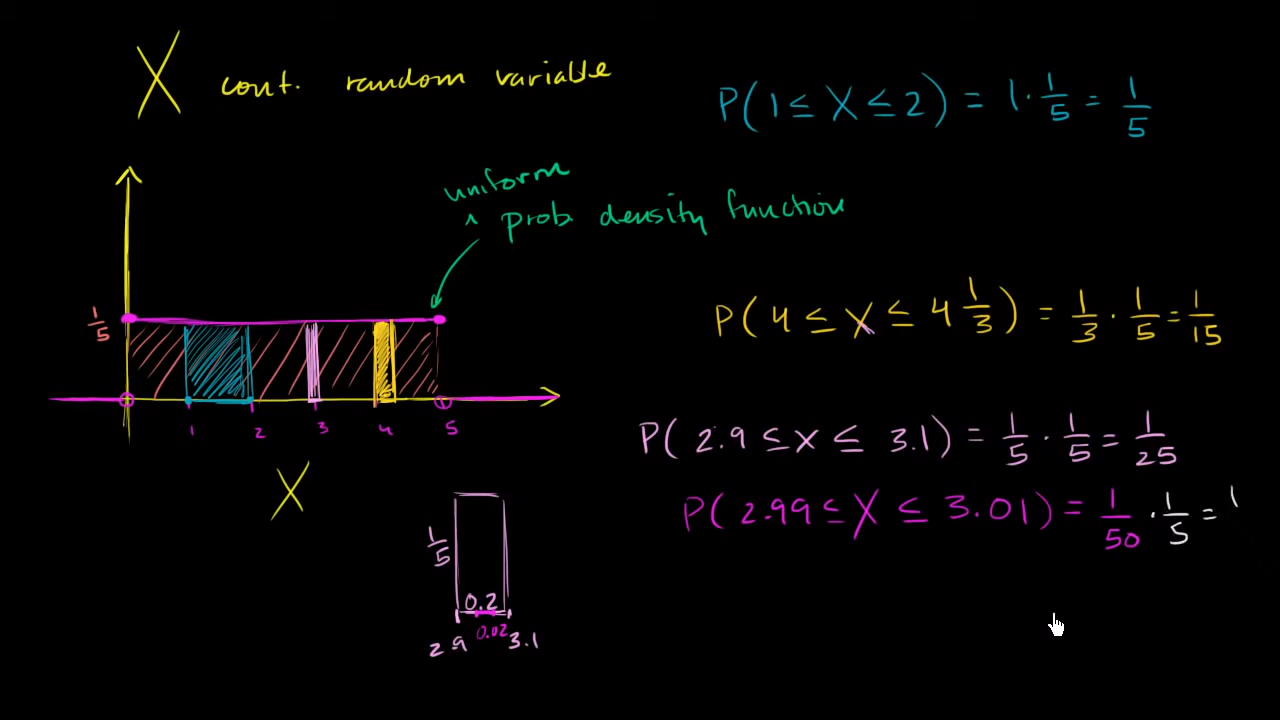 X cont. random variable
P(1 ≤ X ≤ 2) = 1 · 1/5 = 1/5
uniform
^ prob density function
1/5
P(4 ≤ X ≤ 4 1/3) = 1/3 · 1/5 = 1/15
1 2 3 4 5
P(2.9 ≤ X ≤ 3.1) = 1/5 · 1/5 = 1/25
X
P(2.99 ≤ X ≤ 3.01) = 1/50 · 1/5 = 1
1/5
0.2
2.9 0.02 3.1